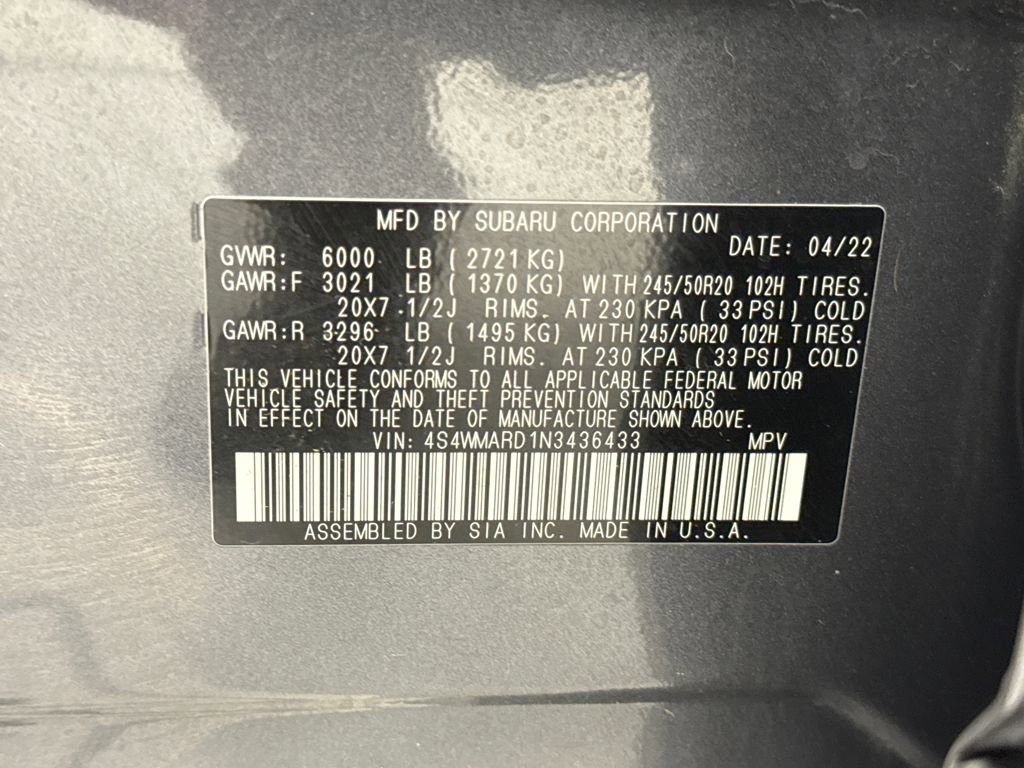 MFD BY SUBARU CORPORATION
DATE: 04/22
GVWR: 6000 LB ( 2721 KG)
GAWR:F 3021 LB ( 1370 KG) WITH 245/50R20 102H TIRES.
20X7 1/2J RIMS. AT 230 KPA ( 33 PSI) COLD
GAWR:R 3296 LB ( 1495 KG) WITH 245/50R20 102H TIRES.
20X7 1/2J RIMS. AT 230 KPA ( 33 PSI) COLD
THIS VEHICLE CONFORMS TO ALL APPLICABLE FEDERAL MOTOR
VEHICLE SAFETY AND THEFT PREVENTION STANDARDS
IN EFFECT ON THE DATE OF MANUFACTURE SHOWN ABOVE.
VIN: 4S4WMARD1N3436433 MPV
ASSEMBLED BY SIA INC. MADE IN U.S.A.